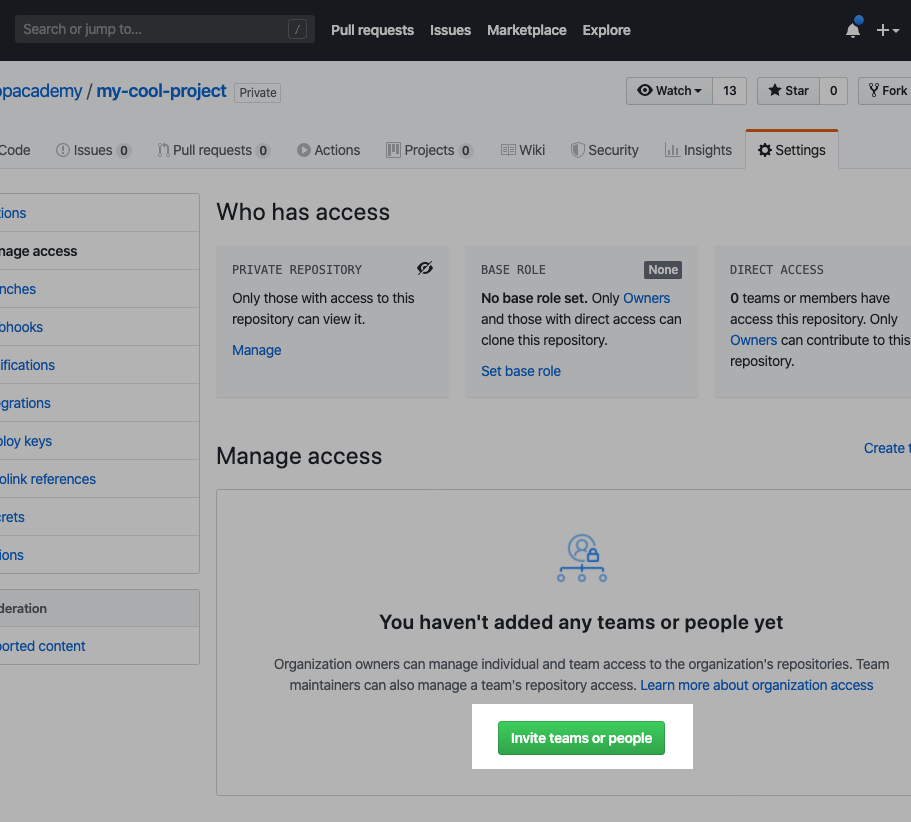 Search or jump to... /
Pull requests Issues Marketplace Explore
opacademy / my-cool-project Private
Watch 13 Star 0 Fork
Code Issues 0 Pull requests 0 Actions Projects 0 Wiki Security Insights Settings
tions
nage access
nches
bhooks
ifications
egrations
ploy keys
olink references
crets
ions
deration
ported content
Who has access
PRIVATE REPOSITORY
Only those with access to this
repository can view it.
Manage
BASE ROLE None
No base role set. Only Owners
and those with direct access can
clone this repository.
Set base role
DIRECT ACCESS
0 teams or members have
access this repository. Only
Owners can contribute to this
repository.
Manage access
Create t
You haven't added any teams or people yet
Organization owners can manage individual and team access to the organization's repositories. Team
maintainers can also manage a team's repository access. Learn more about organization access
Invite teams or people